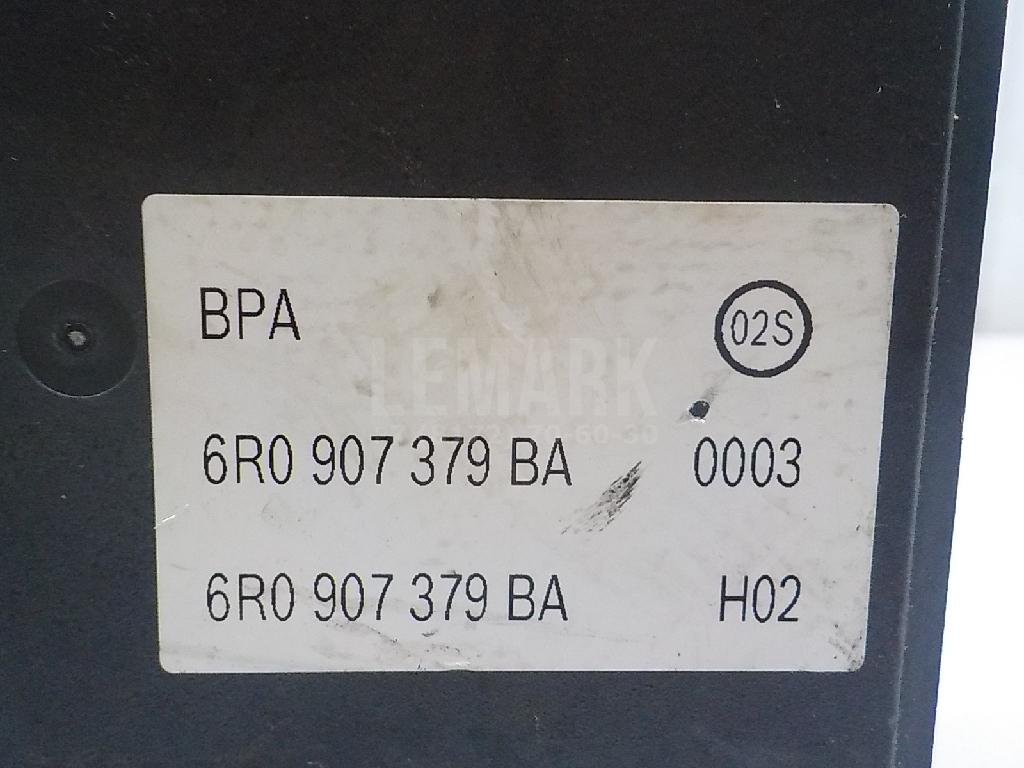 BPA 02S
LEMARK
6R0 907 379 BA 0003
6R0 907 379 BA H02